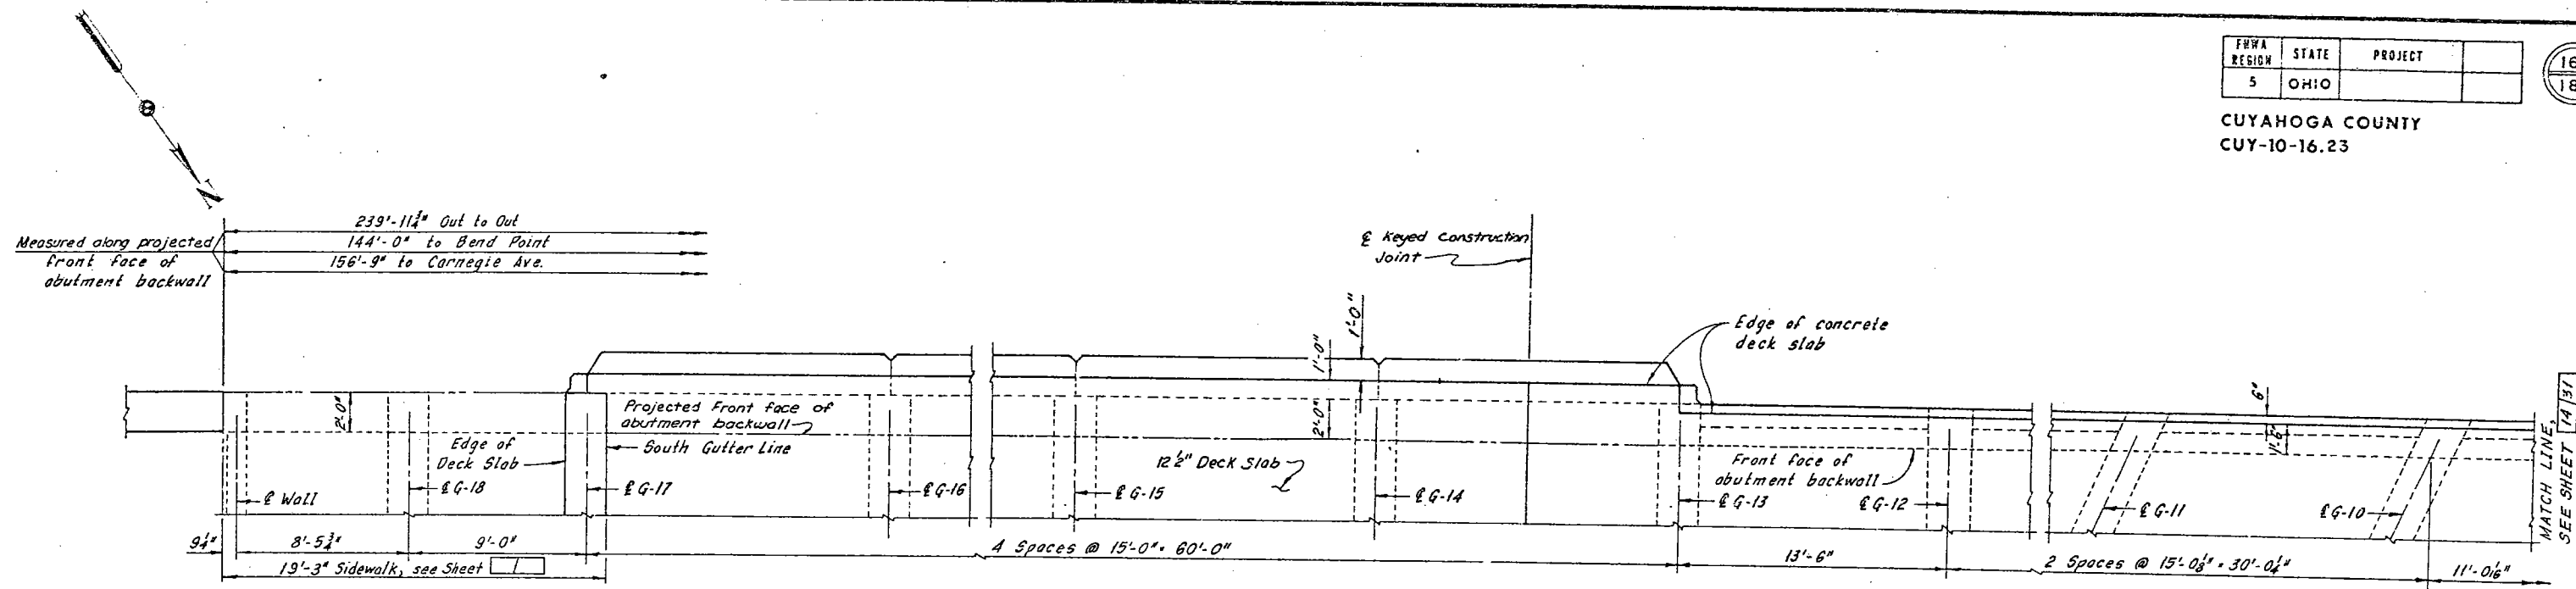 FHWA REGION STATE PROJECT
5 OHIO
16
18
CUYAHOGA COUNTY
CUY-10-16.23
N
239'-11¾" Out to Out
144'-0" to Bend Point
156'-9" to Carnegie Ave.
Measured along projected
front face of
abutment backwall
℄ Keyed Construction
Joint
1'-0"
1'-0"
Edge of concrete
deck slab
2'-0"
Projected Front face of
abutment backwall
2'-0"
6"
1'-6"
Edge of
Deck Slab
South Gutter Line
12½" Deck Slab
Front face of
abutment backwall
℄ Wall
℄ G-18
℄ G-17
℄ G-16
℄ G-15
℄ G-14
℄ G-13
℄ G-12
℄ G-11
℄ G-10
MATCH LINE,
SEE SHEET 14 31
9¼"
8'-5¾"
9'-0"
4 Spaces @ 15'-0" = 60'-0"
13'-6"
2 Spaces @ 15'-0⅛" = 30'-0¼"
19'-3" Sidewalk, see Sheet